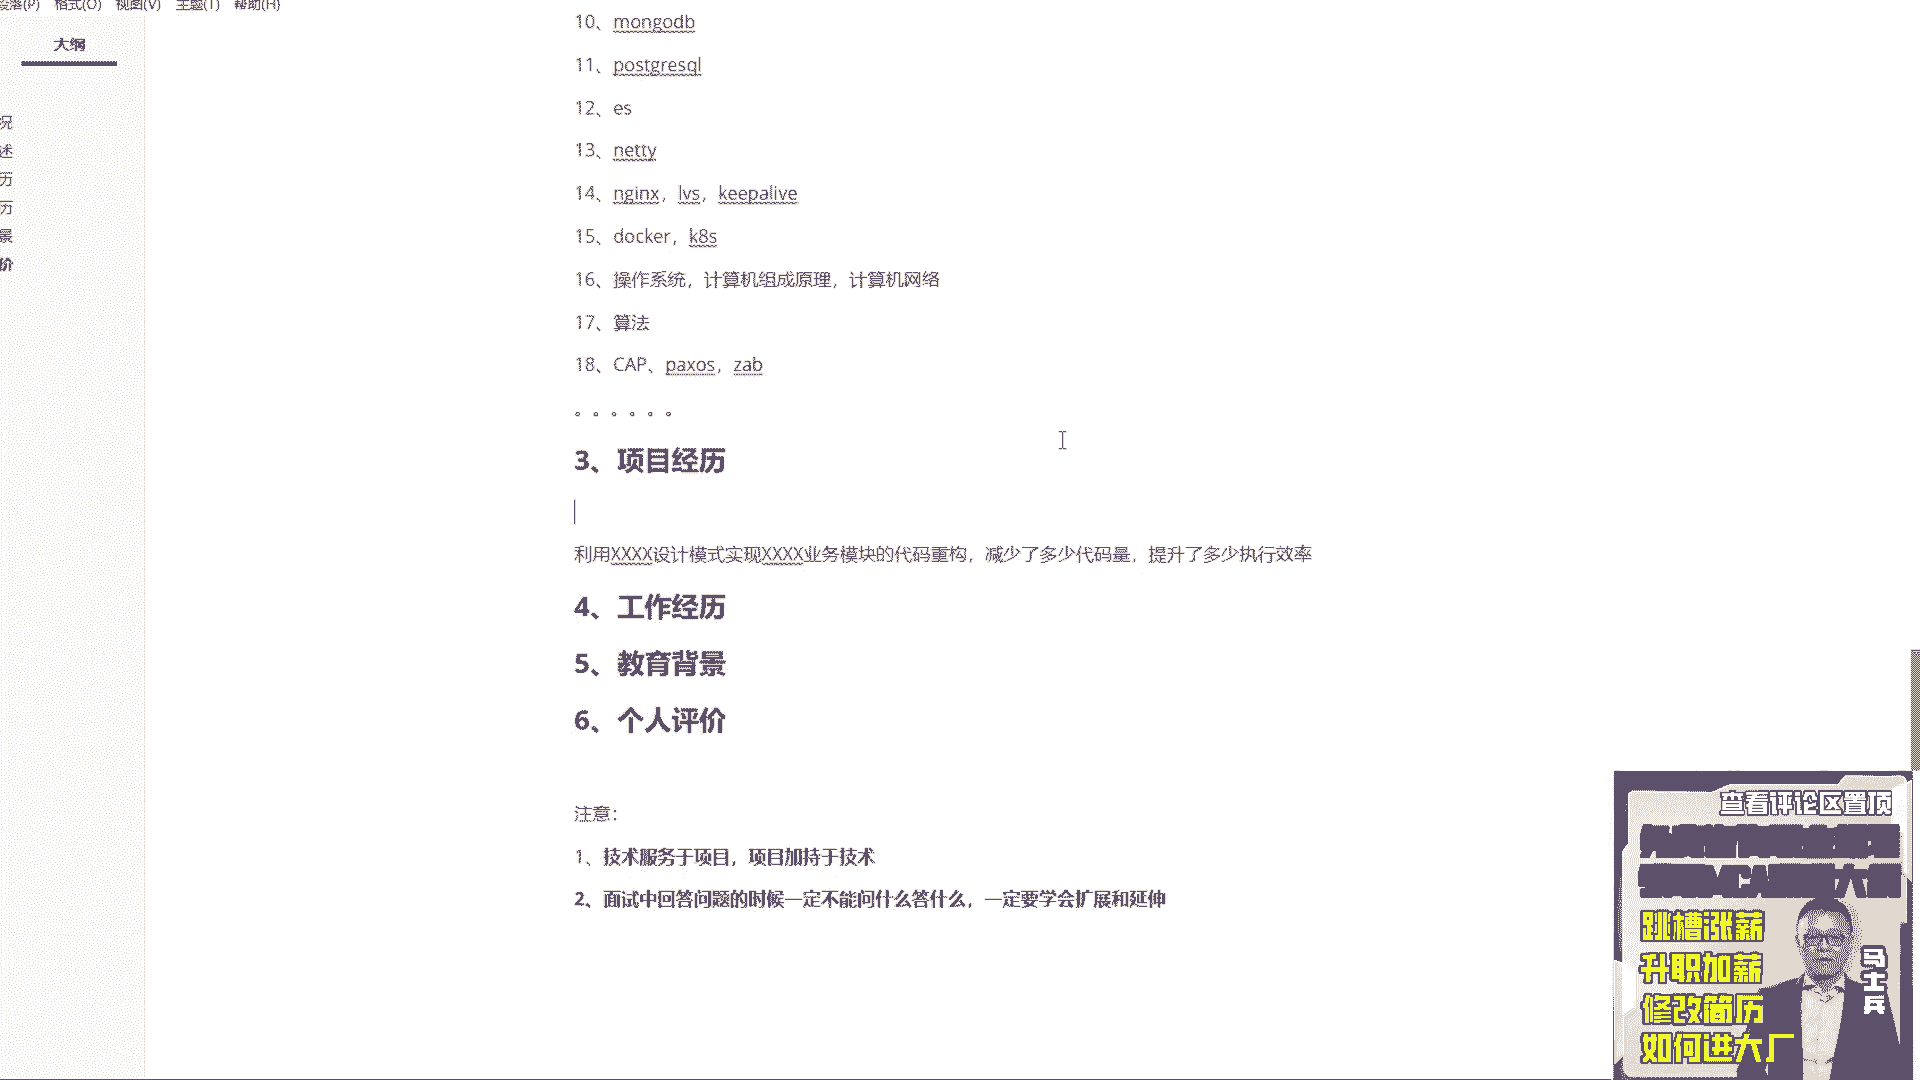 段落(P) 格式(O) 视图(V) 主题(T) 帮助(H)
大纲
况
述
历
历
景
价
10、mongodb
11、postgresql
12、es
13、netty
14、nginx，lvs，keepalive
15、docker，k8s
16、操作系统，计算机组成原理，计算机网络
17、算法
18、CAP、paxos，zab
。。。。。。
3、项目经历
利用XXXX设计模式实现XXXX业务模块的代码重构，减少了多少代码量，提升了多少执行效率
4、工作经历
5、教育背景
6、个人评价
注意：
1、技术服务于项目，项目加持于技术
2、面试中回答问题的时候一定不能问什么答什么，一定要学会扩展和延伸
查看评论区置顶
跳槽涨薪
升职加薪
修改简历
如何进大厂
马士兵